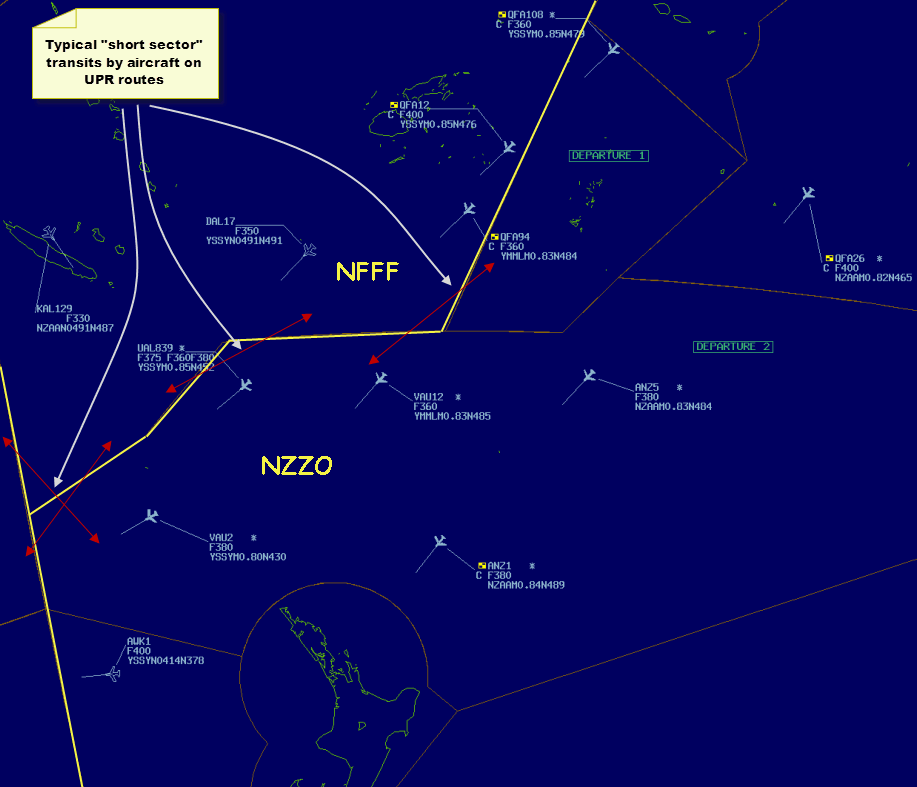 Typical "short sector"
transits by aircraft on
UPR routes
QFA108 *
C F360
YSSYM0.85N479
QFA12
C F400
YSSYM0.85N476
DEPARTURE 1
DAL17
F350
YSSYN0491N491
NFFF
QFA94
C F360
YMMLM0.83N484
QFA26 *
C F400
NZAAM0.82N465
KAL129
F330
NZAAN0491N487
UAL839 *
F375 F360F380
YSSYM0.85N452
DEPARTURE 2
VAU12 *
F360
YMMLM0.83N485
ANZ5 *
F380
NZAAM0.83N484
NZZO
VAU2 *
F380
YSSYM0.80N430
ANZ1 *
C F380
NZAAM0.84N489
AWK1
F400
YSSYN0414N378